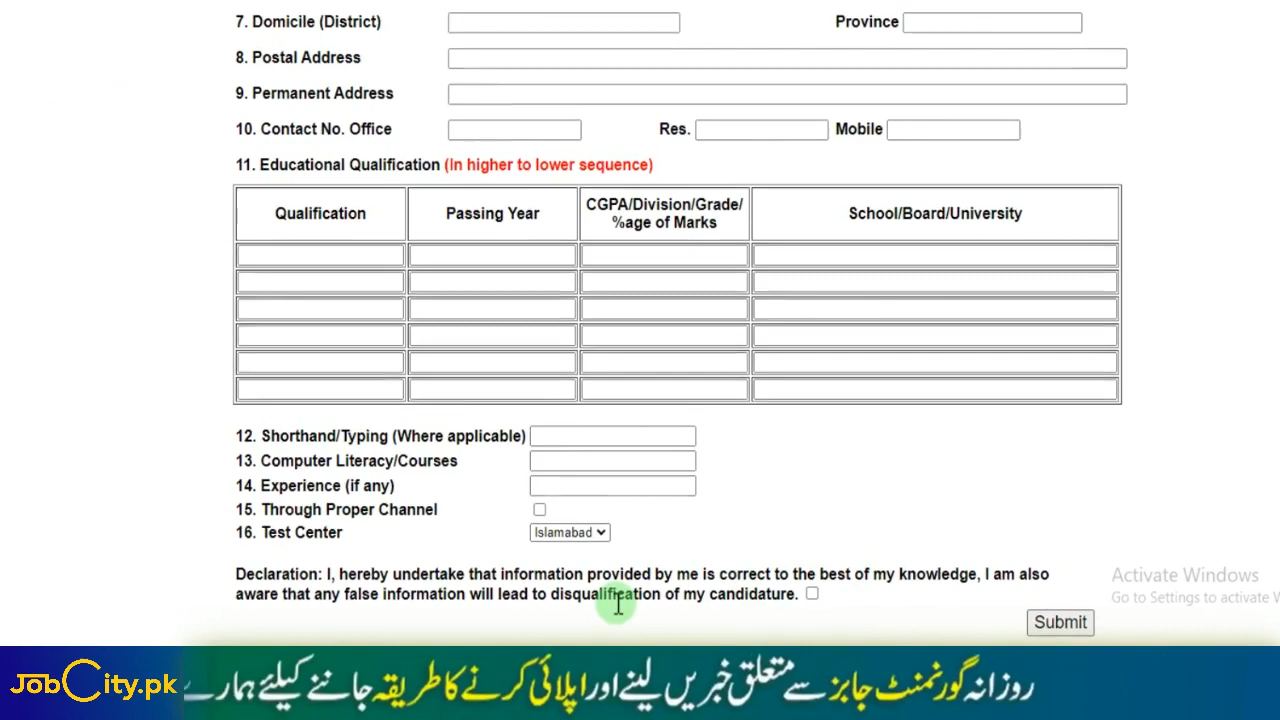 7. Domicile (District) Province
8. Postal Address
9. Permanent Address
10. Contact No. Office Res. Mobile
11. Educational Qualification (In higher to lower sequence)
Qualification Passing Year CGPA/Division/Grade/ School/Board/University
%age of Marks
12. Shorthand/Typing (Where applicable)
13. Computer Literacy/Courses
14. Experience (if any)
15. Through Proper Channel
16. Test Center Islamabad
Declaration: I, hereby undertake that information provided by me is correct to the best of my knowledge, I am also
aware that any false information will lead to disqualification of my candidature.
Activate Windows
Go to Settings to activate W
Submit
JobCity.pk
روزانہ گورنمنٹ جابز سے متعلق خبریں لینے اور اپلائی کرنے کا طریقہ جاننے کیلئے ہمارے